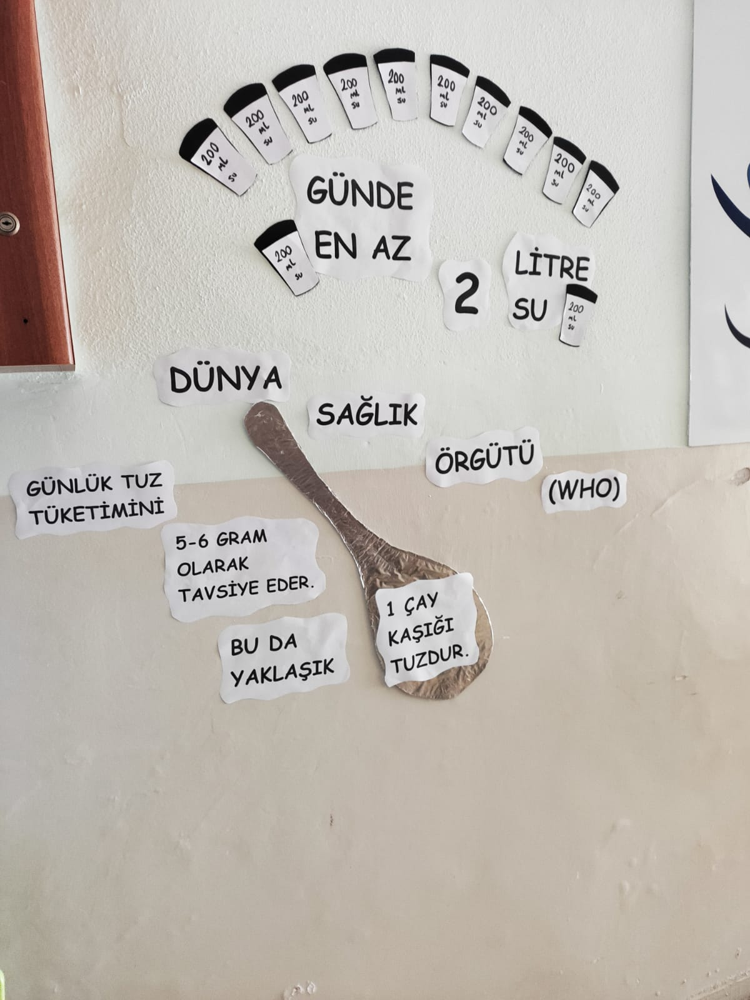 200
ML
SU
200
ML
SU
200
ML
SU
200
ML
SU
200
ML
SU
200
ML
SU
200
ML
SU
200
ML
SU
200
ML
SU
200
ML
SU
GÜNDE
EN AZ
200
ML
SU
2
LİTRE
SU
200
ML
SU
DÜNYA
SAĞLIK
ÖRGÜTÜ
(WHO)
GÜNLÜK TUZ
TÜKETİMİNİ
5-6 GRAM
OLARAK
TAVSİYE EDER.
BU DA
YAKLAŞIK
1 ÇAY
KAŞIĞI
TUZDUR.